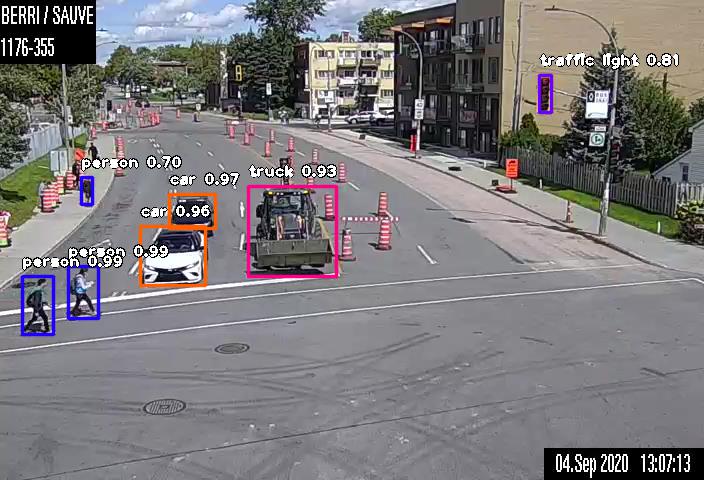 BERRI / SAUVE
1176-355
traffic light 0.81
person 0.70
car 0.97
truck 0.93
car 0.96
person 0.99
person 0.99
04.Sep 2020 13:07:13